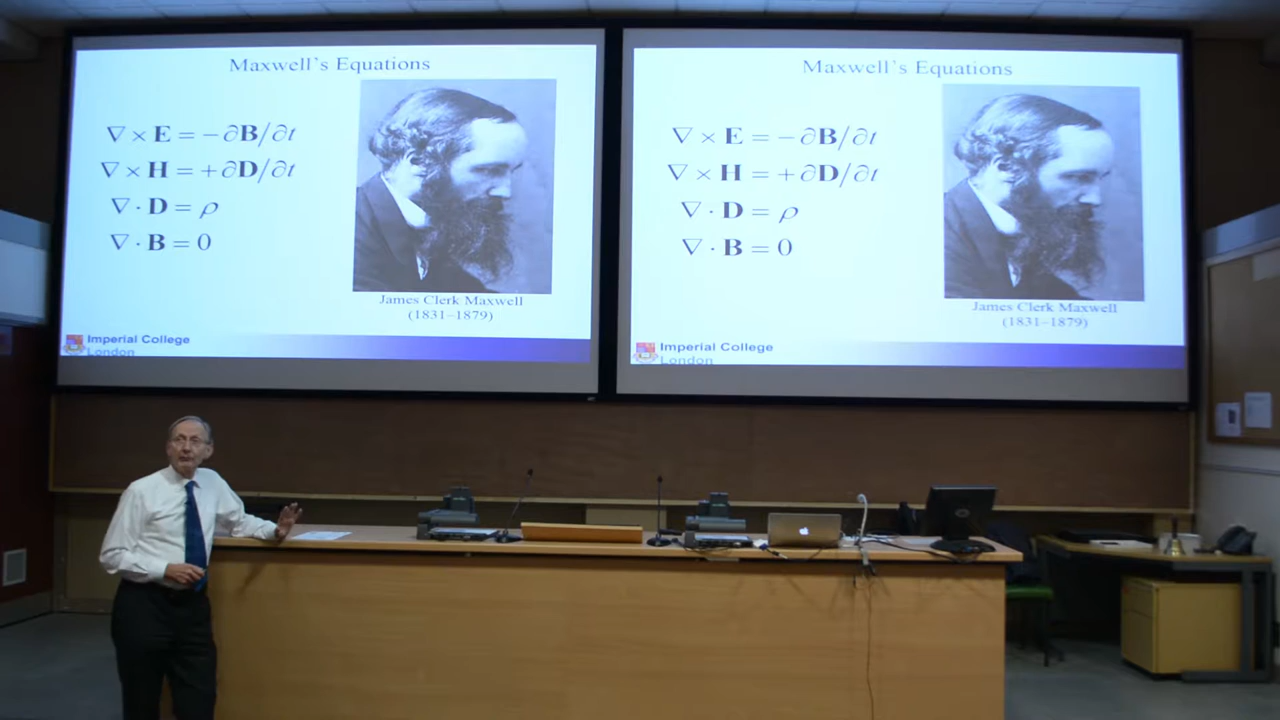 Maxwell's Equations
∇ × E = −∂B/∂t
∇ × H = +∂D/∂t
∇ · D = ρ
∇ · B = 0
James Clerk Maxwell
(1831–1879)
Imperial College
London
Maxwell's Equations
∇ × E = −∂B/∂t
∇ × H = +∂D/∂t
∇ · D = ρ
∇ · B = 0
James Clerk Maxwell
(1831–1879)
Imperial College
London